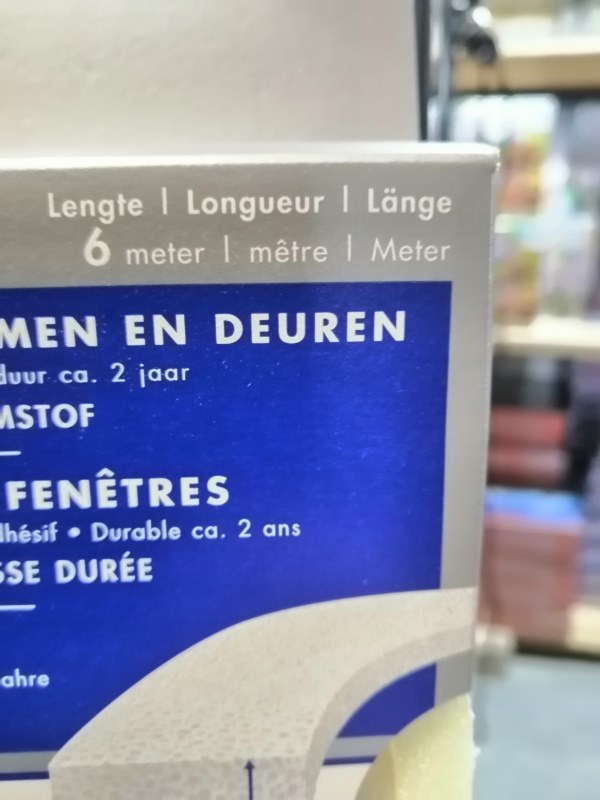 Lengte | Longueur | Länge
6 meter | mêtre | Meter
MEN EN DEUREN
duur ca. 2 jaar
MSTOF
FENÊTRES
dhésif • Durable ca. 2 ans
SSE DURÉE
ahre